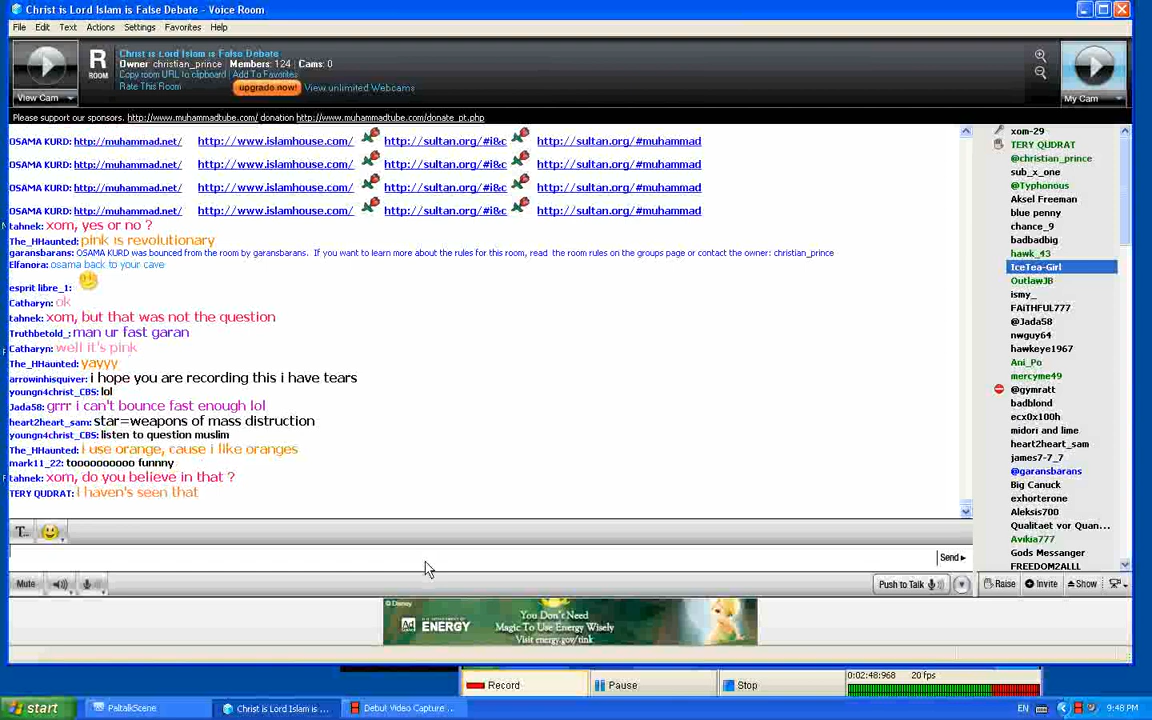 Christ is Lord Islam is False Debate - Voice Room
File Edit Text Actions Settings Favorites Help
View Cam
R ROOM
Christ is Lord Islam is False Debate
Owner: christian_prince | Members: 124 | Cams: 0
Copy room URL to clipboard | Add To Favorites
Rate This Room
upgrade now! View unlimited Webcams
My Cam
Please support our sponsors. http://www.muhammadtube.com/ donation http://www.muhammadtube.com/donate_pt.php
OSAMA KURD: http://muhammad.net/ http://www.islamhouse.com/ http://sultan.org/#i&c http://sultan.org/#muhammad
OSAMA KURD: http://muhammad.net/ http://www.islamhouse.com/ http://sultan.org/#i&c http://sultan.org/#muhammad
OSAMA KURD: http://muhammad.net/ http://www.islamhouse.com/ http://sultan.org/#i&c http://sultan.org/#muhammad
OSAMA KURD: http://muhammad.net/ http://www.islamhouse.com/ http://sultan.org/#i&c http://sultan.org/#muhammad
tahnek: xom, yes or no ?
The_HHaunted: pink is revolutionary
garansbarans: OSAMA KURD was bounced from the room by garansbarans. If you want to learn more about the rules for this room, read the room rules on the groups page or contact the owner: christian_prince
Elfanora: osama back to your cave
esprit libre_1:
Catharyn: ok
tahnek: xom, but that was not the question
Truthbetold_: man ur fast garan
Catharyn: well it's pink
The_HHaunted: yayyy
arrowinhisquiver: i hope you are recording this i have tears
youngn4christ_CBS: lol
Jada58: grrr i can't bounce fast enough lol
heart2heart_sam: star=weapons of mass distruction
youngn4christ_CBS: listen to question muslim
The_HHaunted: i use orange, cause i like oranges
mark11_22: toooooooooo funnny
tahnek: xom, do you believe in that ?
TERY QUDRAT: I haven's seen that
xom-29
TERY QUDRAT
@christian_prince
sub_x_one
@Typhonous
Aksel Freeman
blue penny
chance_9
badbadbig
hawk_43
IceTea-Girl
OutlawJB
ismy_
FAiTHFUL777
@Jada58
nwguy64
hawkeye1967
Ani_Po
mercyme49
@gymratt
badblond
ecx0x100h
midori and lime
heart2heart_sam
james7-7_7
@garansbarans
Big Canuck
exhorterone
Aleksis700
Qualitaet vor Quan...
Avikia777
Gods Messanger
FREEDOM2ALLL
T...
Send
Mute
Push to Talk
Raise Invite Show
© Disney
Ad ENERGY
You Don't Need
Magic To Use Energy Wisely
Visit energy.gov/tink
Record Pause Stop
0:02:48:968 20 fps
start PaltalkScene Christ is Lord Islam is ... Debut Video Capture ... EN 9:48 PM